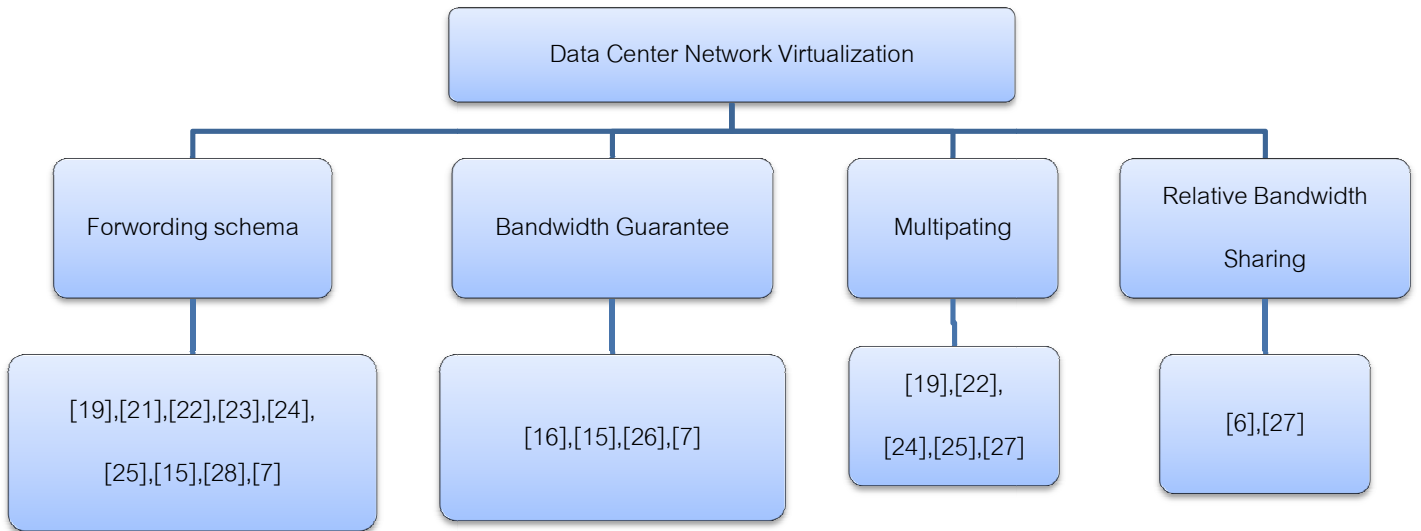 Data Center Network Virtualization
Forwording schema
Bandwidth Guarantee
Multipating
Relative Bandwidth
Sharing
[19],[21],[22],[23],[24],
[25],[15],[28],[7]
[16],[15],[26],[7]
[19],[22],
[24],[25],[27]
[6],[27]